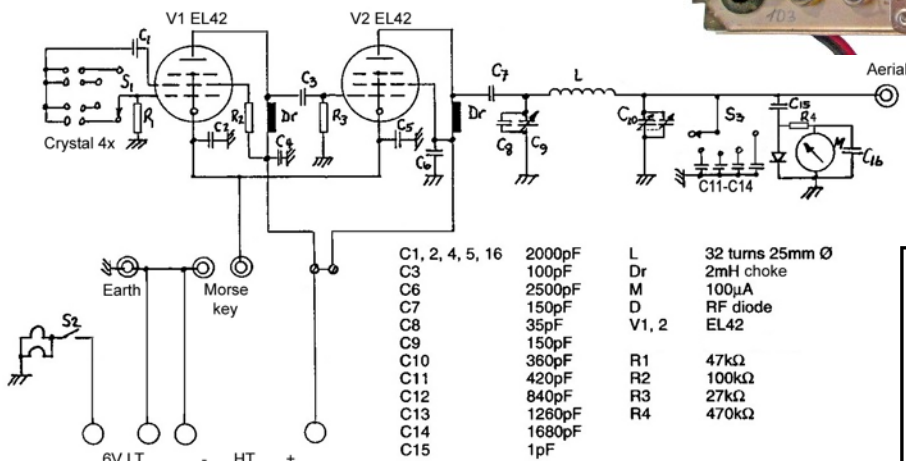 103
V1 EL42
V2 EL42
C1
S1
R1
Crystal 4x
R2
C2
Dr
C4
C3
R3
C5
C6
Dr
C7
L
C8
C9
C10
S3
C11-C14
C15
R4
M
C16
Aerial
Earth
Morse
key
S2
6V LT - HT +
C1, 2, 4, 5, 16 2000pF L 32 turns 25mm Ø
C3 100pF Dr 2mH choke
C6 2500pF M 100µA
C7 150pF D RF diode
C8 35pF V1, 2 EL42
C9 150pF
C10 360pF R1 47kΩ
C11 420pF R2 100kΩ
C12 840pF R3 27kΩ
C13 1260pF R4 470kΩ
C14 1680pF
C15 1pF